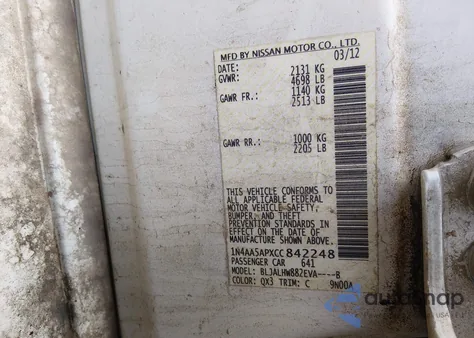 MFD BY NISSAN MOTOR CO., LTD.
DATE: 03/12
GVWR: 2131 KG
4698 LB
GAWR FR.: 1140 KG
2513 LB
GAWR RR.: 1000 KG
2205 LB
THIS VEHICLE CONFORMS TO
ALL APPLICABLE FEDERAL
MOTOR VEHICLE SAFETY,
BUMPER, AND THEFT
PREVENTION STANDARDS IN
EFFECT ON THE DATE OF
MANUFACTURE SHOWN ABOVE.
1N4AA5APXCC842248
PASSENGER CAR 641
MODEL: BLJALHW882EVA----B
COLOR: QX3 TRIM: C 9N00A